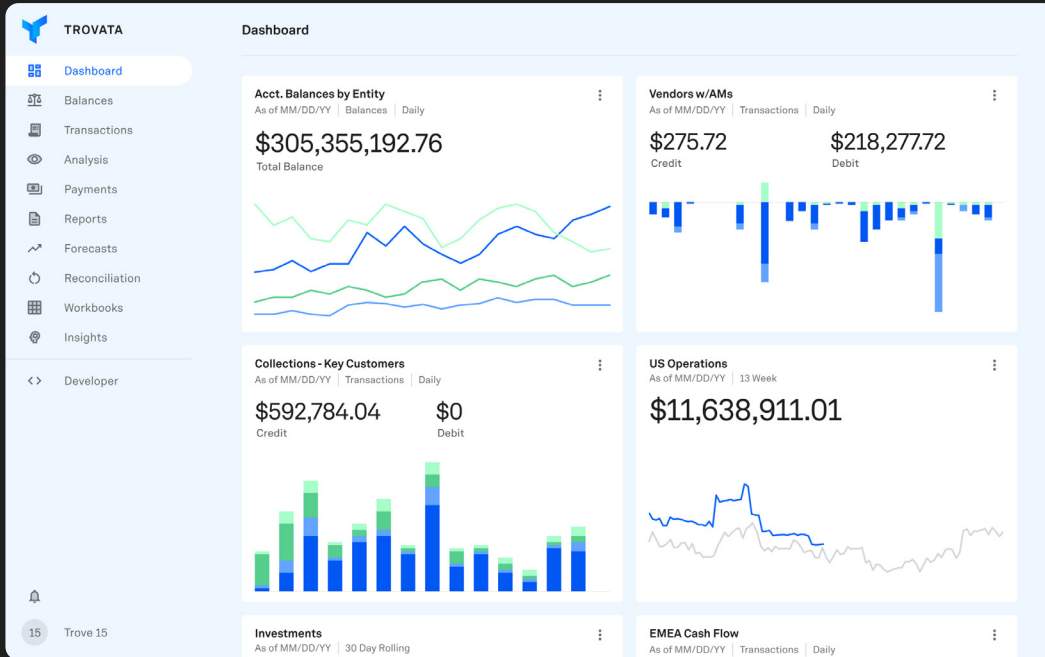 TROVATA
Dashboard
Balances
Transactions
Analysis
Payments
Reports
Forecasts
Reconciliation
Workbooks
Insights
Developer
15 Trove 15
Dashboard
Acct. Balances by Entity
As of MM/DD/YY | Balances | Daily
$305,355,192.76
Total Balance
Vendors w/AMs
As of MM/DD/YY | Transactions | Daily
$275.72 $218,277.72
Credit Debit
Collections - Key Customers
As of MM/DD/YY | Transactions | Daily
$592,784.04 $0
Credit Debit
US Operations
As of MM/DD/YY | 13 Week
$11,638,911.01
Investments
As of MM/DD/YY | 30 Day Rolling
EMEA Cash Flow
As of MM/DD/YY | Transactions | Daily